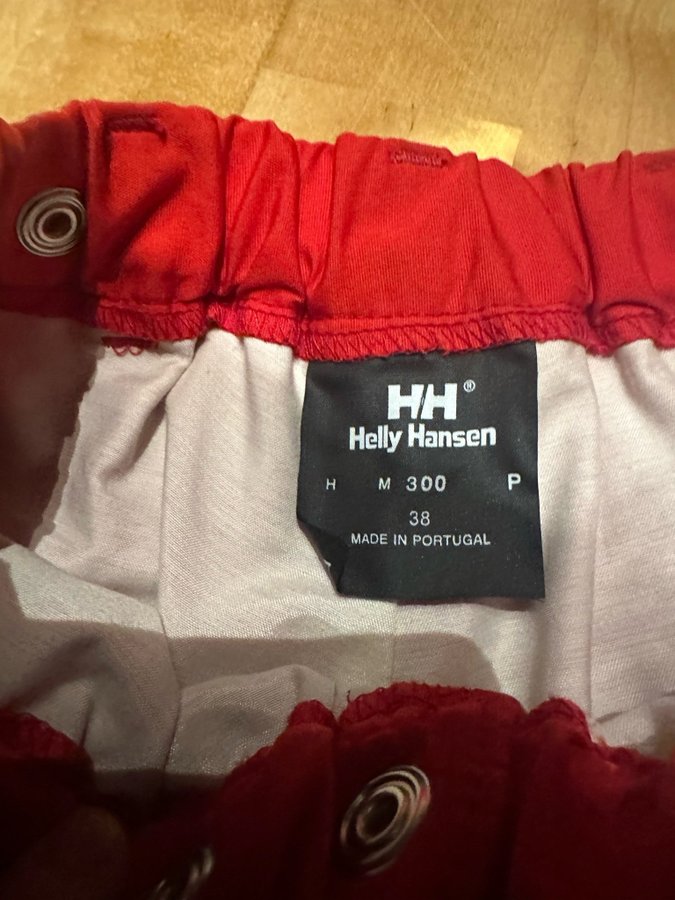 HH®
Helly Hansen
H M 300 P
38
MADE IN PORTUGAL